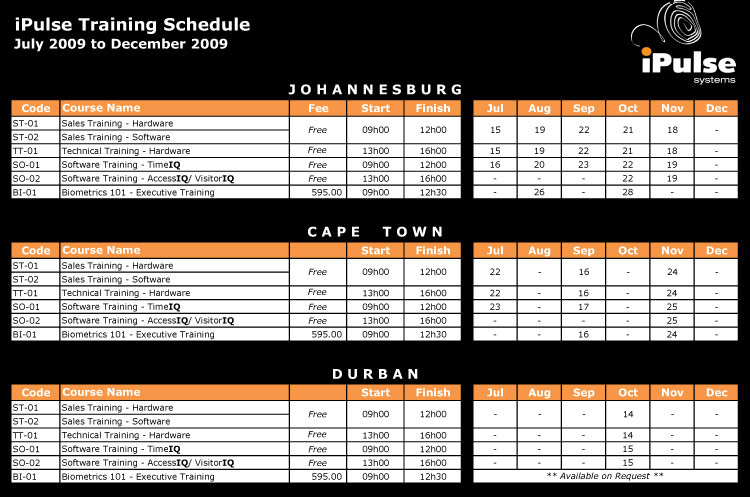 iPulse Training Schedule
July 2009 to December 2009
iPulse
systems
JOHANNESBURG
Code Course Name Fee Start Finish Jul Aug Sep Oct Nov Dec
ST-01 Sales Training - Hardware
ST-02 Sales Training - Software
Free 09h00 12h00 15 19 22 21 18 -
TT-01 Technical Training - Hardware Free 13h00 16h00 15 19 22 21 18 -
SO-01 Software Training - TimeIQ Free 09h00 12h00 16 20 23 22 19 -
SO-02 Software Training - AccessIQ/ VisitorIQ Free 13h00 16h00 - - - 22 19 -
BI-01 Biometrics 101 - Executive Training 595.00 09h00 12h30 - 26 - 28 - -
CAPE TOWN
Code Course Name Start Finish Jul Aug Sep Oct Nov Dec
ST-01 Sales Training - Hardware
ST-02 Sales Training - Software
Free 09h00 12h00 22 - 16 - 24 -
TT-01 Technical Training - Hardware Free 13h00 16h00 22 - 16 - 24 -
SO-01 Software Training - TimeIQ Free 09h00 12h00 23 - 17 - 25 -
SO-02 Software Training - AccessIQ/ VisitorIQ Free 13h00 16h00 - - - - 25 -
BI-01 Biometrics 101 - Executive Training 595.00 09h00 12h30 - - 16 - 24 -
DURBAN
Code Course Name Start Finish Jul Aug Sep Oct Nov Dec
ST-01 Sales Training - Hardware
ST-02 Sales Training - Software
Free 09h00 12h00 - - - 14 - -
TT-01 Technical Training - Hardware Free 13h00 16h00 - - - 14 - -
SO-01 Software Training - TimeIQ Free 09h00 12h00 - - - 15 - -
SO-02 Software Training - AccessIQ/ VisitorIQ Free 13h00 16h00 - - - 15 - -
BI-01 Biometrics 101 - Executive Training 595.00 09h00 12h30 ** Available on Request **